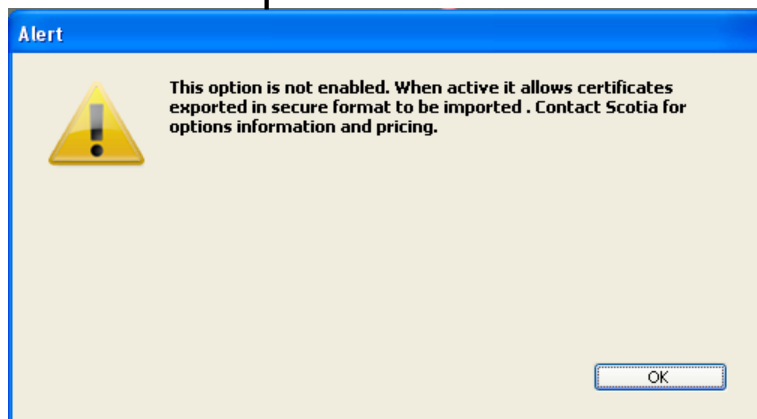 Alert
This option is not enabled. When active it allows certificates
exported in secure format to be imported . Contact Scotia for
options information and pricing.
OK